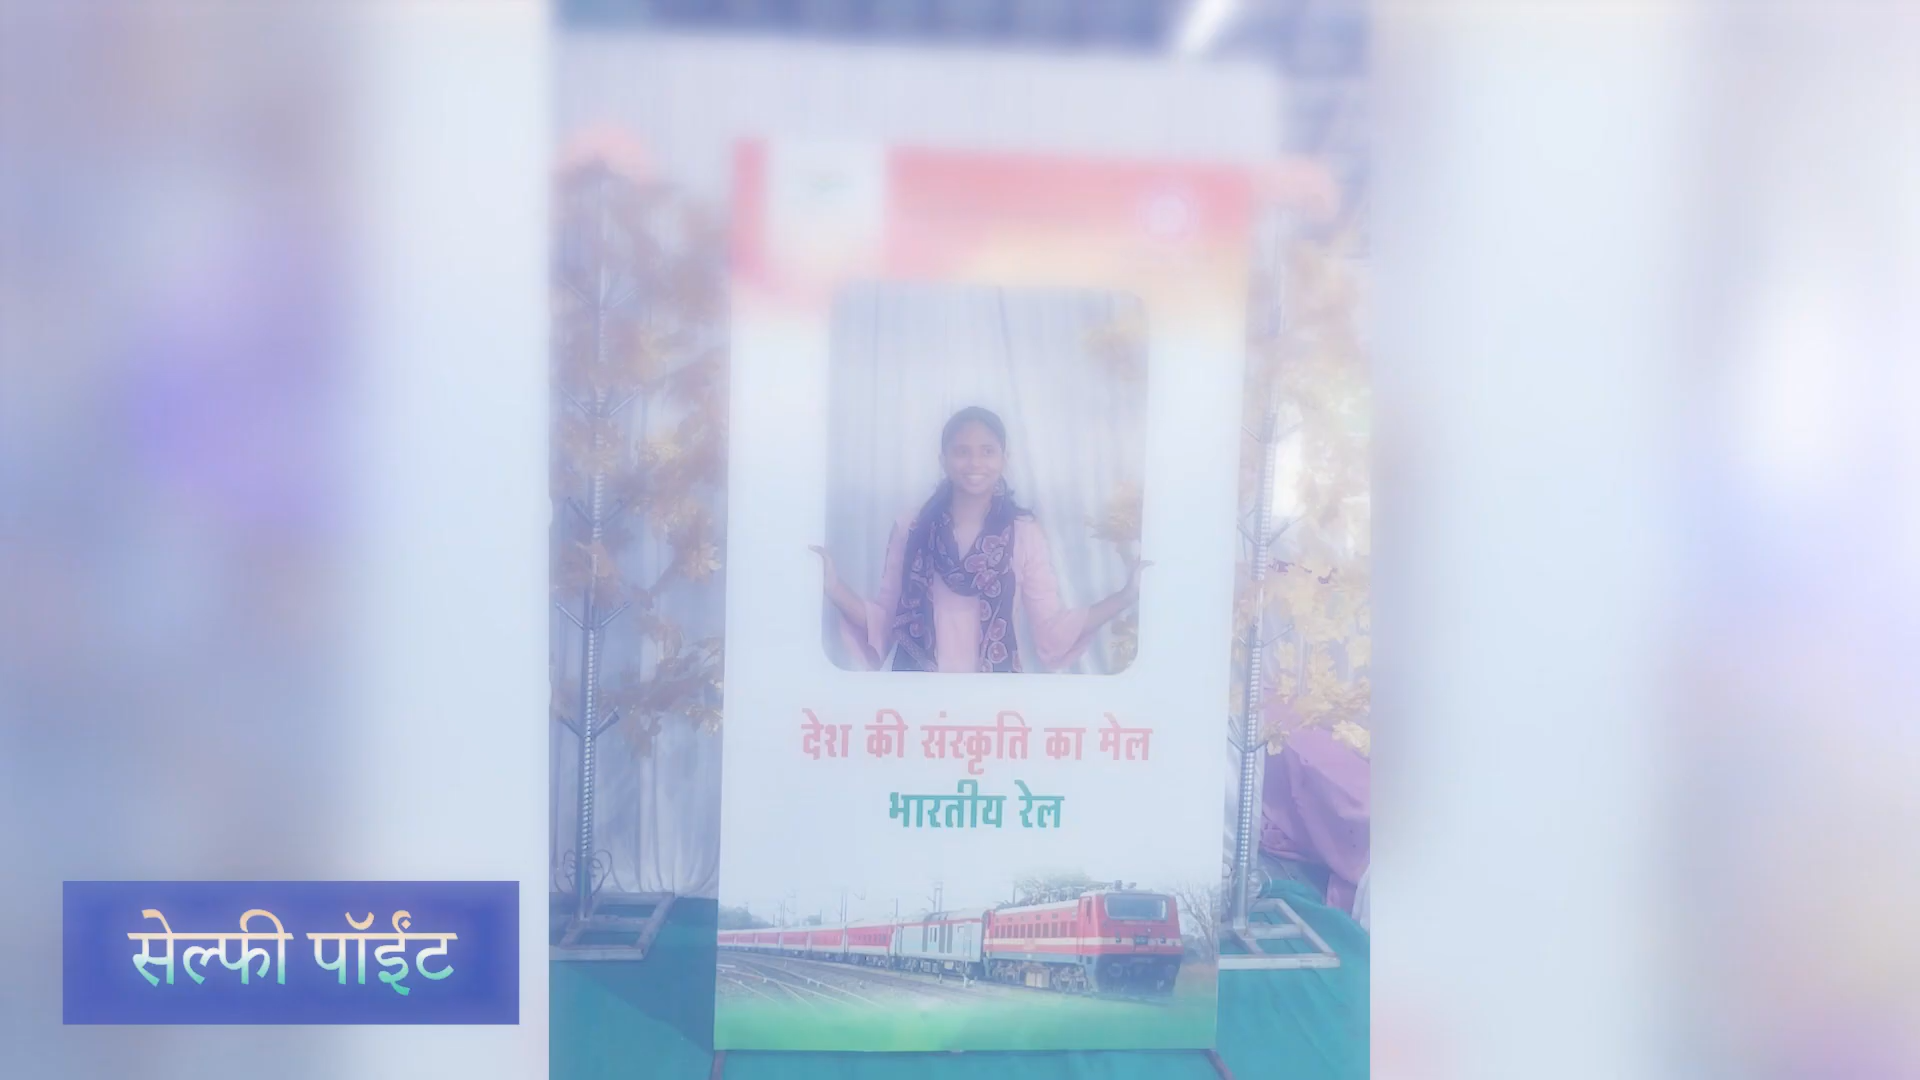 देश की संस्कृति का मेल
भारतीय रेल
सेल्फी पॉईंट